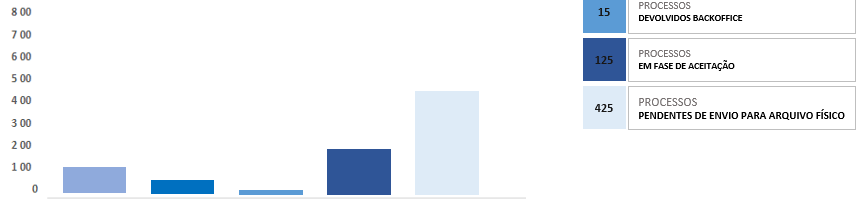 8 00
7 00
6 00
5 00
4 00
3 00
2 00
1 00
0
15
PROCESSOS
DEVOLVIDOS BACKOFFICE
125
PROCESSOS
EM FASE DE ACEITAÇÃO
425
PROCESSOS
PENDENTES DE ENVIO PARA ARQUIVO FÍSICO